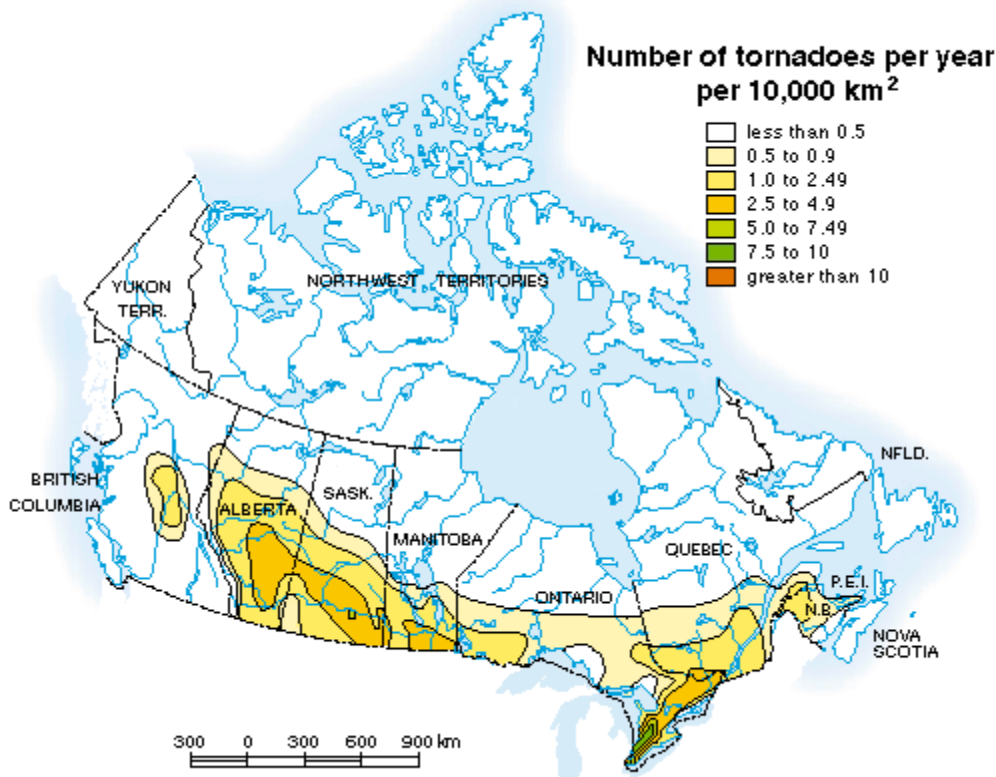 Number of tornadoes per year
per 10,000 km²
less than 0.5
0.5 to 0.9
1.0 to 2.49
2.5 to 4.9
5.0 to 7.49
7.5 to 10
greater than 10
YUKON
TERR.
NORTHWEST TERRITORIES
BRITISH
COLUMBIA
ALBERTA
SASK.
MANITOBA
ONTARIO
QUEBEC
NFLD.
P.E.I.
N.B.
NOVA
SCOTIA
300 0 300 600 900 km